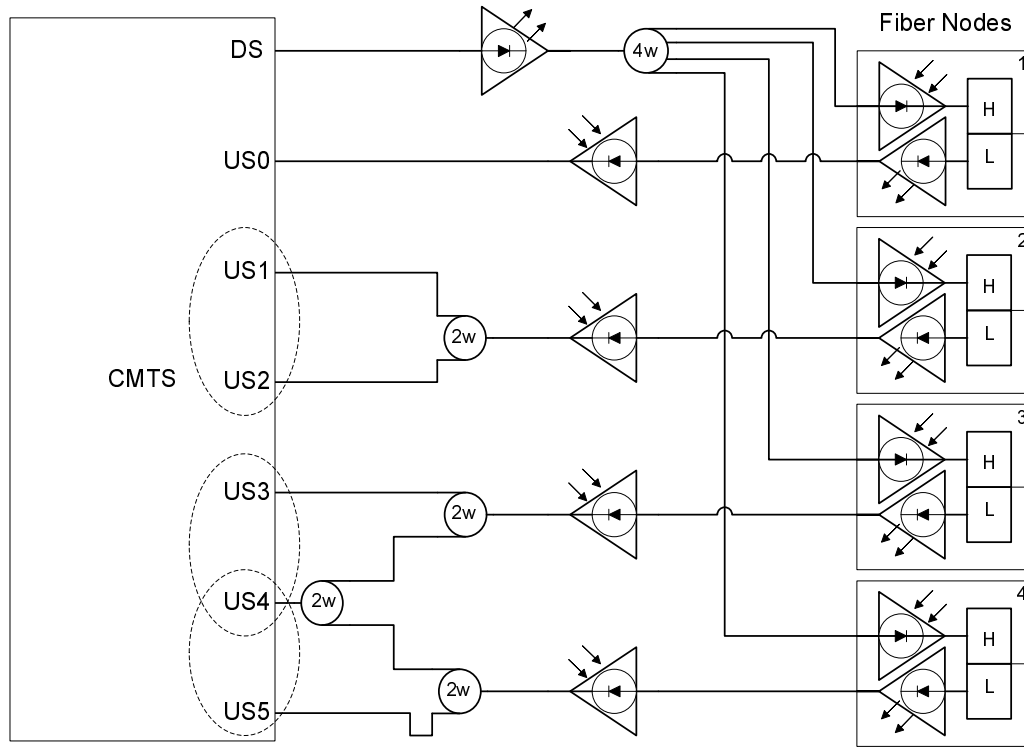 Fiber Nodes
DS
4w
1
H
L
US0
2
H
L
US1
2w
US2
CMTS
3
H
L
US3
2w
US4
2w
4
H
L
US5
2w